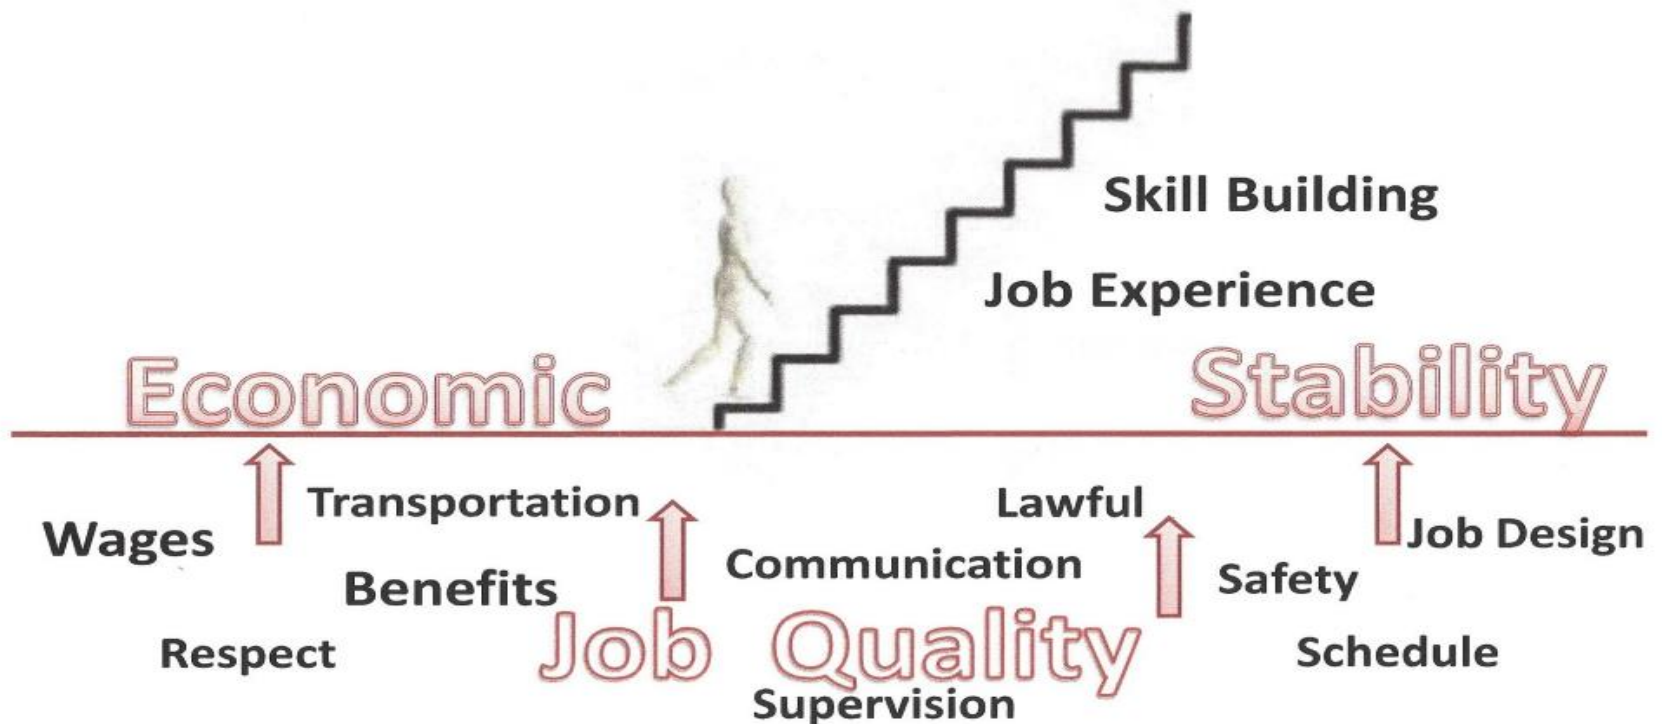 Skill Building
Job Experience
Economic Stability
Transportation
Lawful
Wages
Job Design
Communication
Safety
Benefits
Respect
Job Quality
Schedule
Supervision